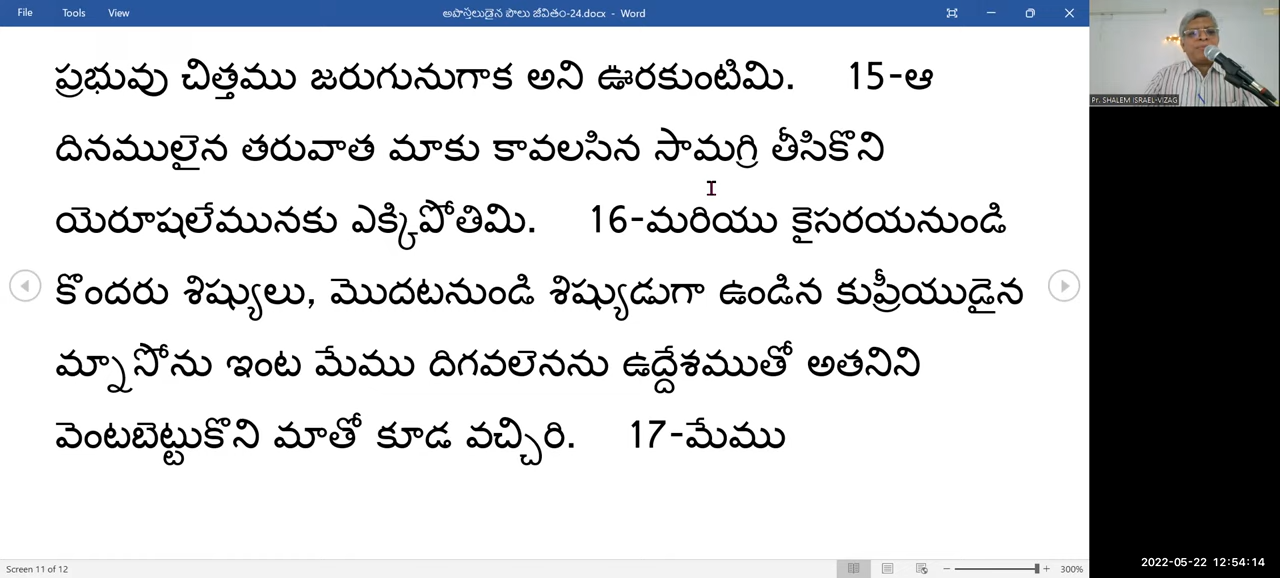 File Tools View అపొస్తలుడైన పౌలు జీవితం-24.docx - Word
ప్రభువు చిత్తము జరుగునుగాక అని ఊరకుంటిమి. 15-ఆ
దినములైన తరువాత మాకు కావలసిన సామగ్రి తీసికొని
యెరూషలేమునకు ఎక్కిపోతిమి. 16-మరియు కైసరయనుండి
కొందరు శిష్యులు, మొదటనుండి శిష్యుడుగా ఉండిన కుప్రీయుడైన
మ్నాసోను ఇంట మేము దిగవలెనను ఉద్దేశముతో అతనిని
వెంటబెట్టుకొని మాతో కూడ వచ్చిరి. 17-మేము
Pr. SHALEM ISRAEL-VIZAG
2022-05-22 12:54:14
Screen 11 of 12 300%